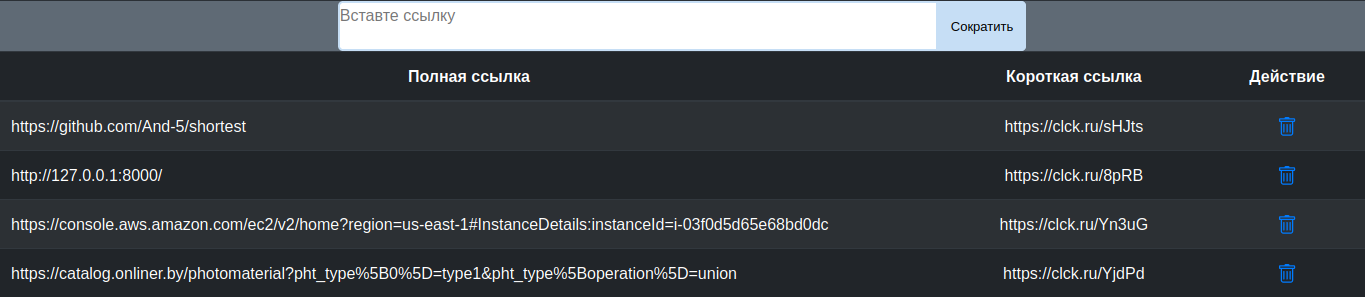 Вставте ссылку
Сократить
Полная ссылка Короткая ссылка Действие
https://github.com/And-5/shortest https://clck.ru/sHJts
http://127.0.0.1:8000/ https://clck.ru/8pRB
https://console.aws.amazon.com/ec2/v2/home?region=us-east-1#InstanceDetails:instanceId=i-03f0d5d65e68bd0dc https://clck.ru/Yn3uG
https://catalog.onliner.by/photomaterial?pht_type%5B0%5D=type1&pht_type%5Boperation%5D=union https://clck.ru/YjdPd